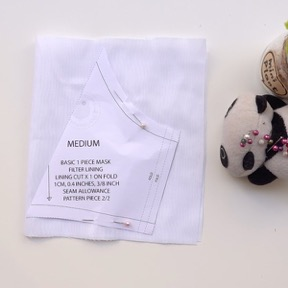 MEDIUM
BASIC 1 PIECE MASK
FILTER LINING
LINING CUT X 1 ON FOLD
1CM, 0.4 INCHES, 3/8 INCH
SEAM ALLOWANCE
PATTERN PIECE 2/2